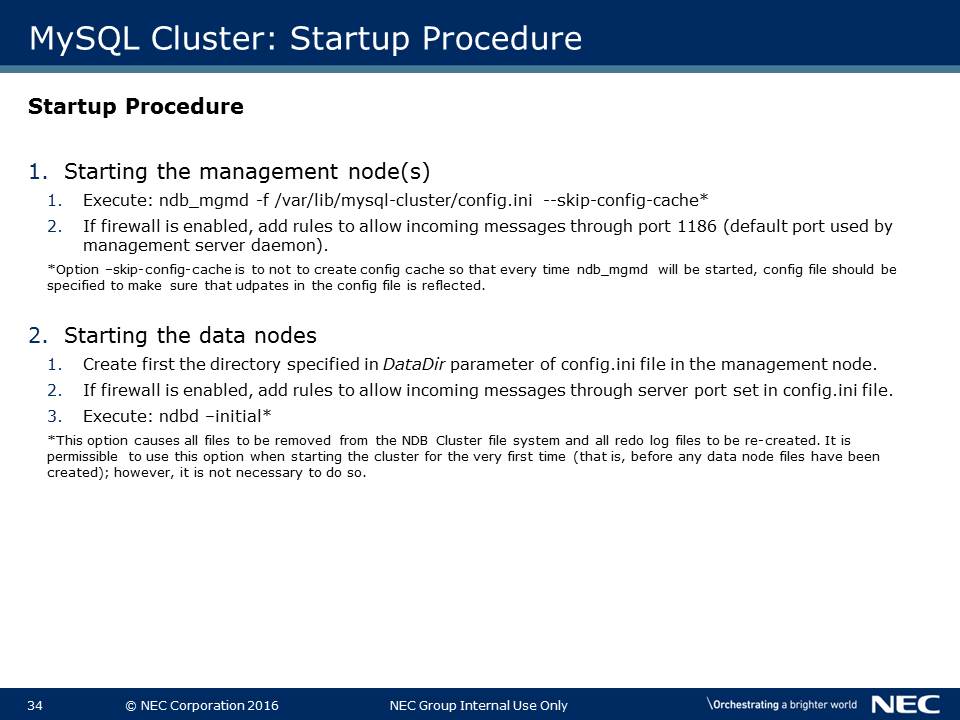 MySQL Cluster: Startup Procedure
Startup Procedure
1. Starting the management node(s)
1. Execute: ndb_mgmd -f /var/lib/mysql-cluster/config.ini --skip-config-cache*
2. If firewall is enabled, add rules to allow incoming messages through port 1186 (default port used by
management server daemon).
*Option –skip-config-cache is to not to create config cache so that every time ndb_mgmd will be started, config file should be
specified to make sure that udpates in the config file is reflected.
2. Starting the data nodes
1. Create first the directory specified in DataDir parameter of config.ini file in the management node.
2. If firewall is enabled, add rules to allow incoming messages through server port set in config.ini file.
3. Execute: ndbd –initial*
*This option causes all files to be removed from the NDB Cluster file system and all redo log files to be re-created. It is
permissible to use this option when starting the cluster for the very first time (that is, before any data node files have been
created); however, it is not necessary to do so.
34 © NEC Corporation 2016 NEC Group Internal Use Only \Orchestrating a brighter world NEC